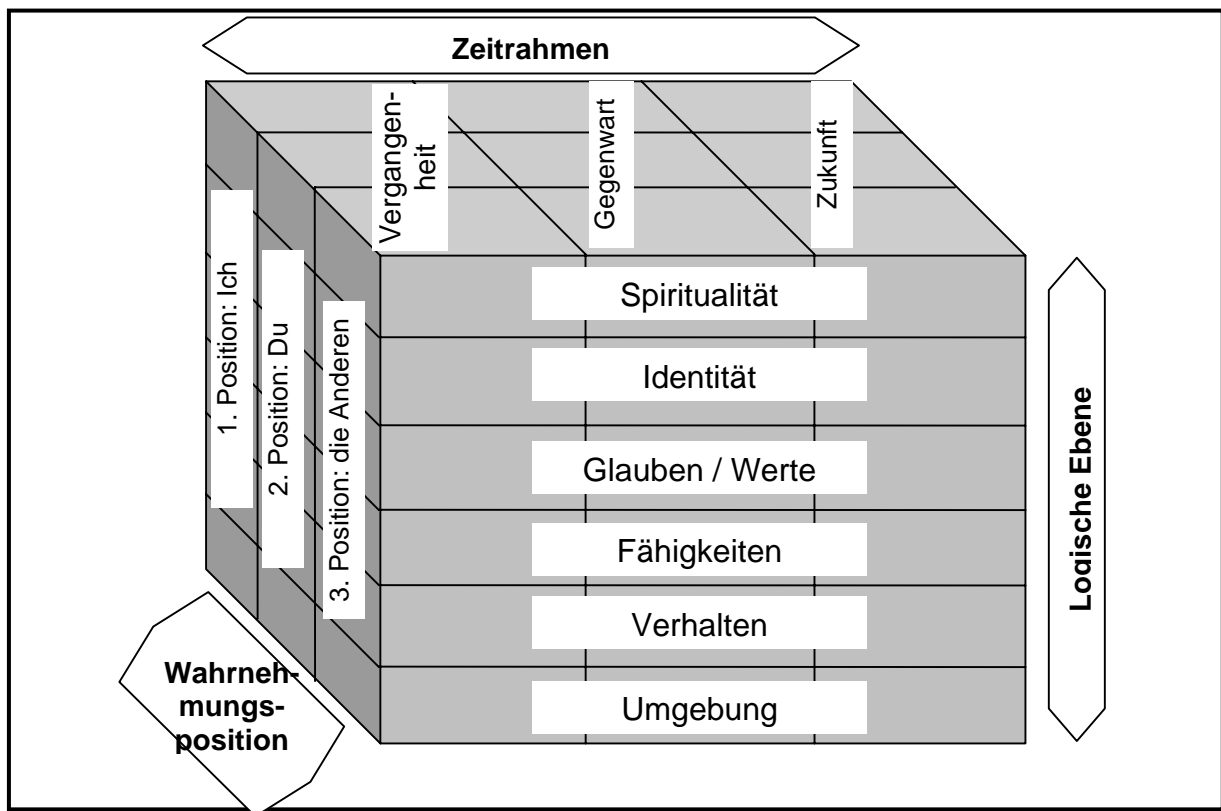 Zeitrahmen
Vergangen-
heit
Gegenwart
Zukunft
1. Position: Ich
2. Position: Du
3. Position: die Anderen
Spiritualität
Identität
Glauben / Werte
Fähigkeiten
Verhalten
Umgebung
Logische Ebene
Wahrneh-
mungs-
position